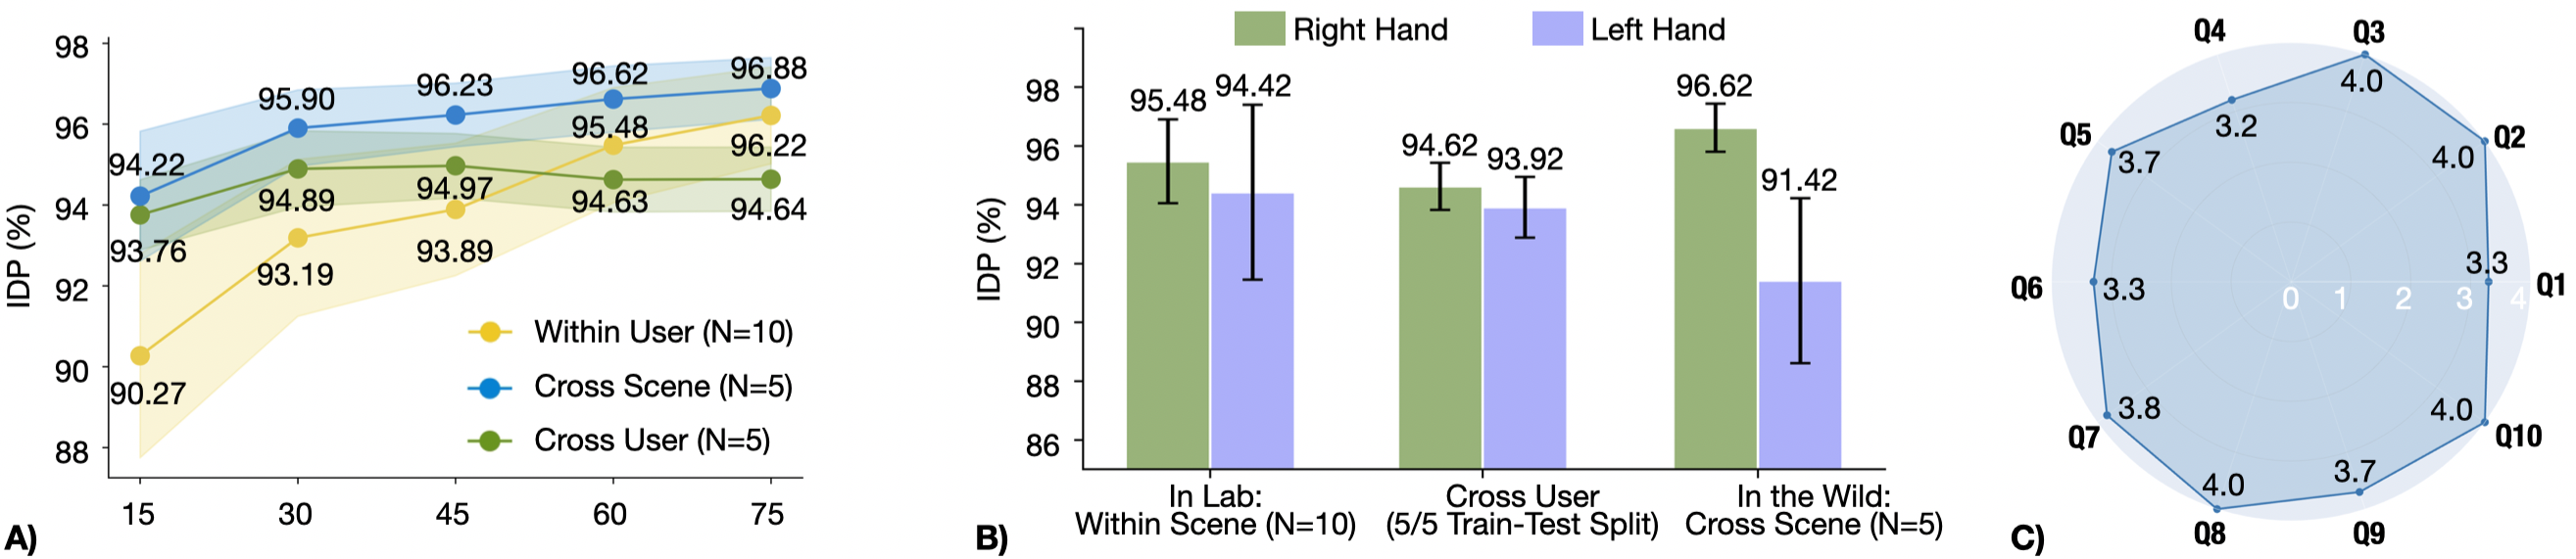 98
96
94
92
90
88
IDP (%)
94.22
95.90
96.23
96.62
96.88
93.76
94.89
94.97
95.48
96.22
94.63
94.64
90.27
93.19
93.89
Within User (N=10)
Cross Scene (N=5)
Cross User (N=5)
15 30 45 60 75
A)
Right Hand Left Hand
98
96
94
92
90
88
86
IDP (%)
95.48 94.42
94.62 93.92
96.62
91.42
In Lab:
Within Scene (N=10)
Cross User
(5/5 Train-Test Split)
In the Wild:
Cross Scene (N=5)
B)
Q4 Q3
4.0
3.2
Q5 Q2
3.7 4.0
3.3
Q6 Q1
3.3
0 1 2 3 4
3.8 4.0
Q7 Q10
4.0 3.7
Q8 Q9
C)